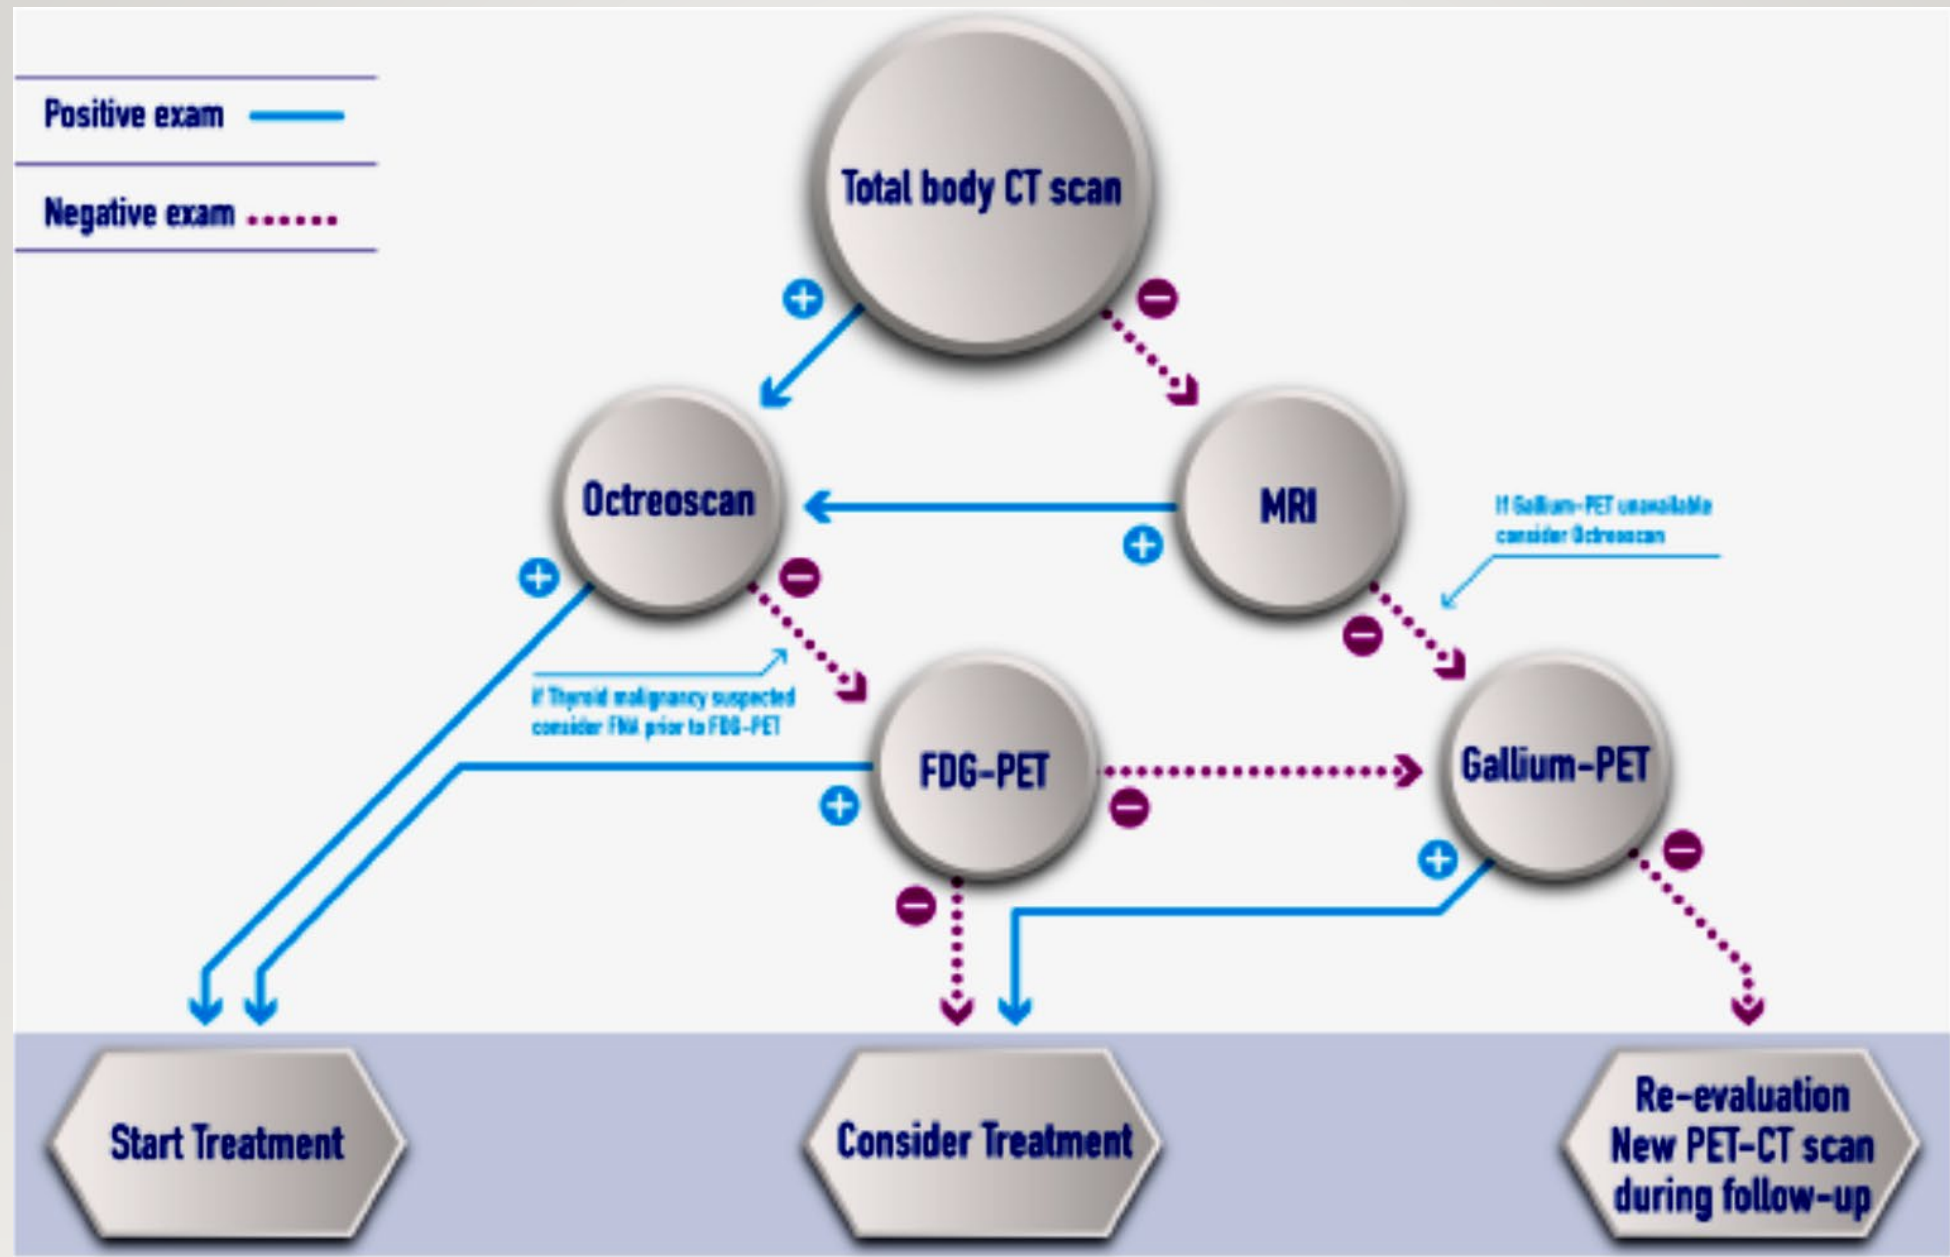 Positive exam
Negative exam
Total body CT scan
Octreoscan
MRI
If Gallium-PET unavailable
consider Octreoscan
if Thyroid malignancy suspected
consider FNA prior to FDG-PET
FDG-PET
Gallium-PET
Start Treatment
Consider Treatment
Re-evaluation
New PET-CT scan
during follow-up